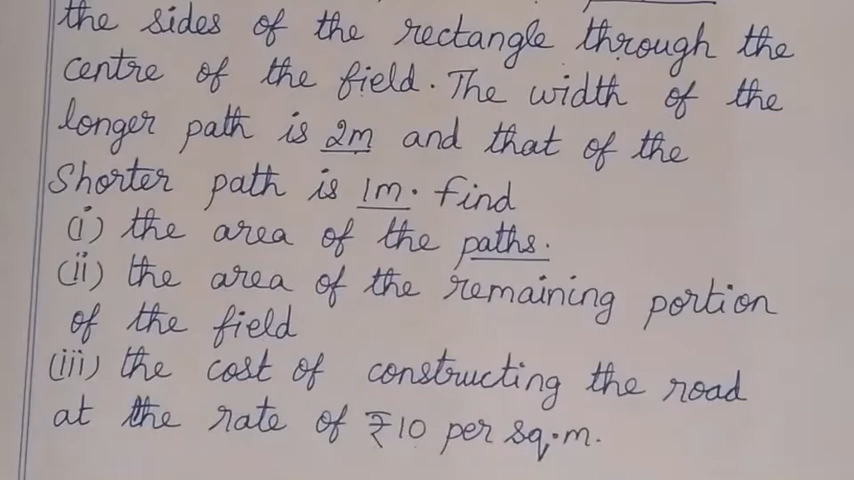 the sides of the rectangle through the
centre of the field. The width of the
longer path is 2m and that of the
Shorter path is 1m. find
(i) the area of the paths.
(ii) the area of the remaining portion
of the field
(iii) the cost of constructing the road
at the rate of ₹10 per sq.m.